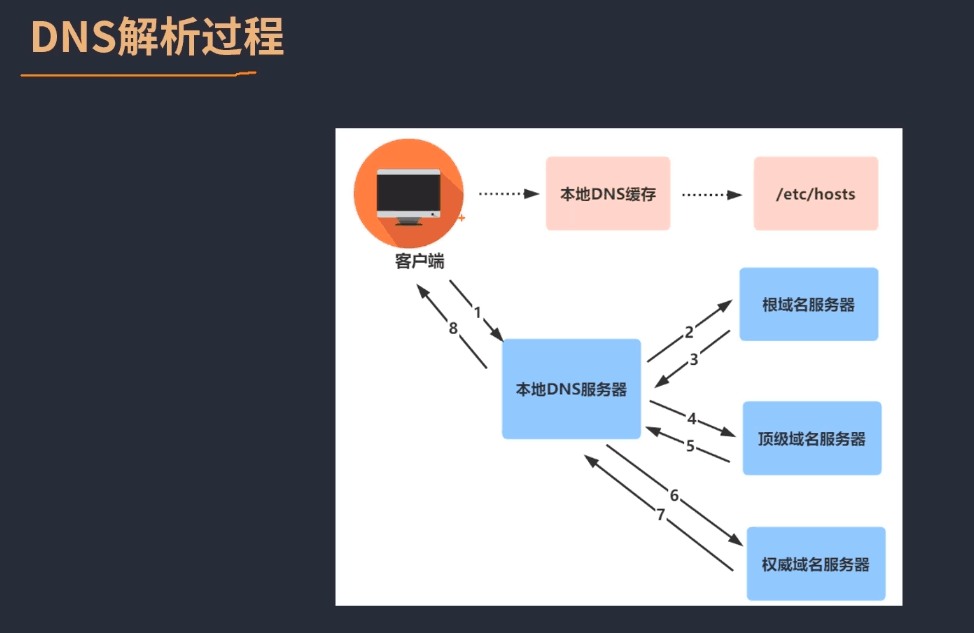 DNS解析过程
本地DNS缓存
/etc/hosts
客户端
1
8
本地DNS服务器
2
3
根域名服务器
4
5
顶级域名服务器
6
7
权威域名服务器